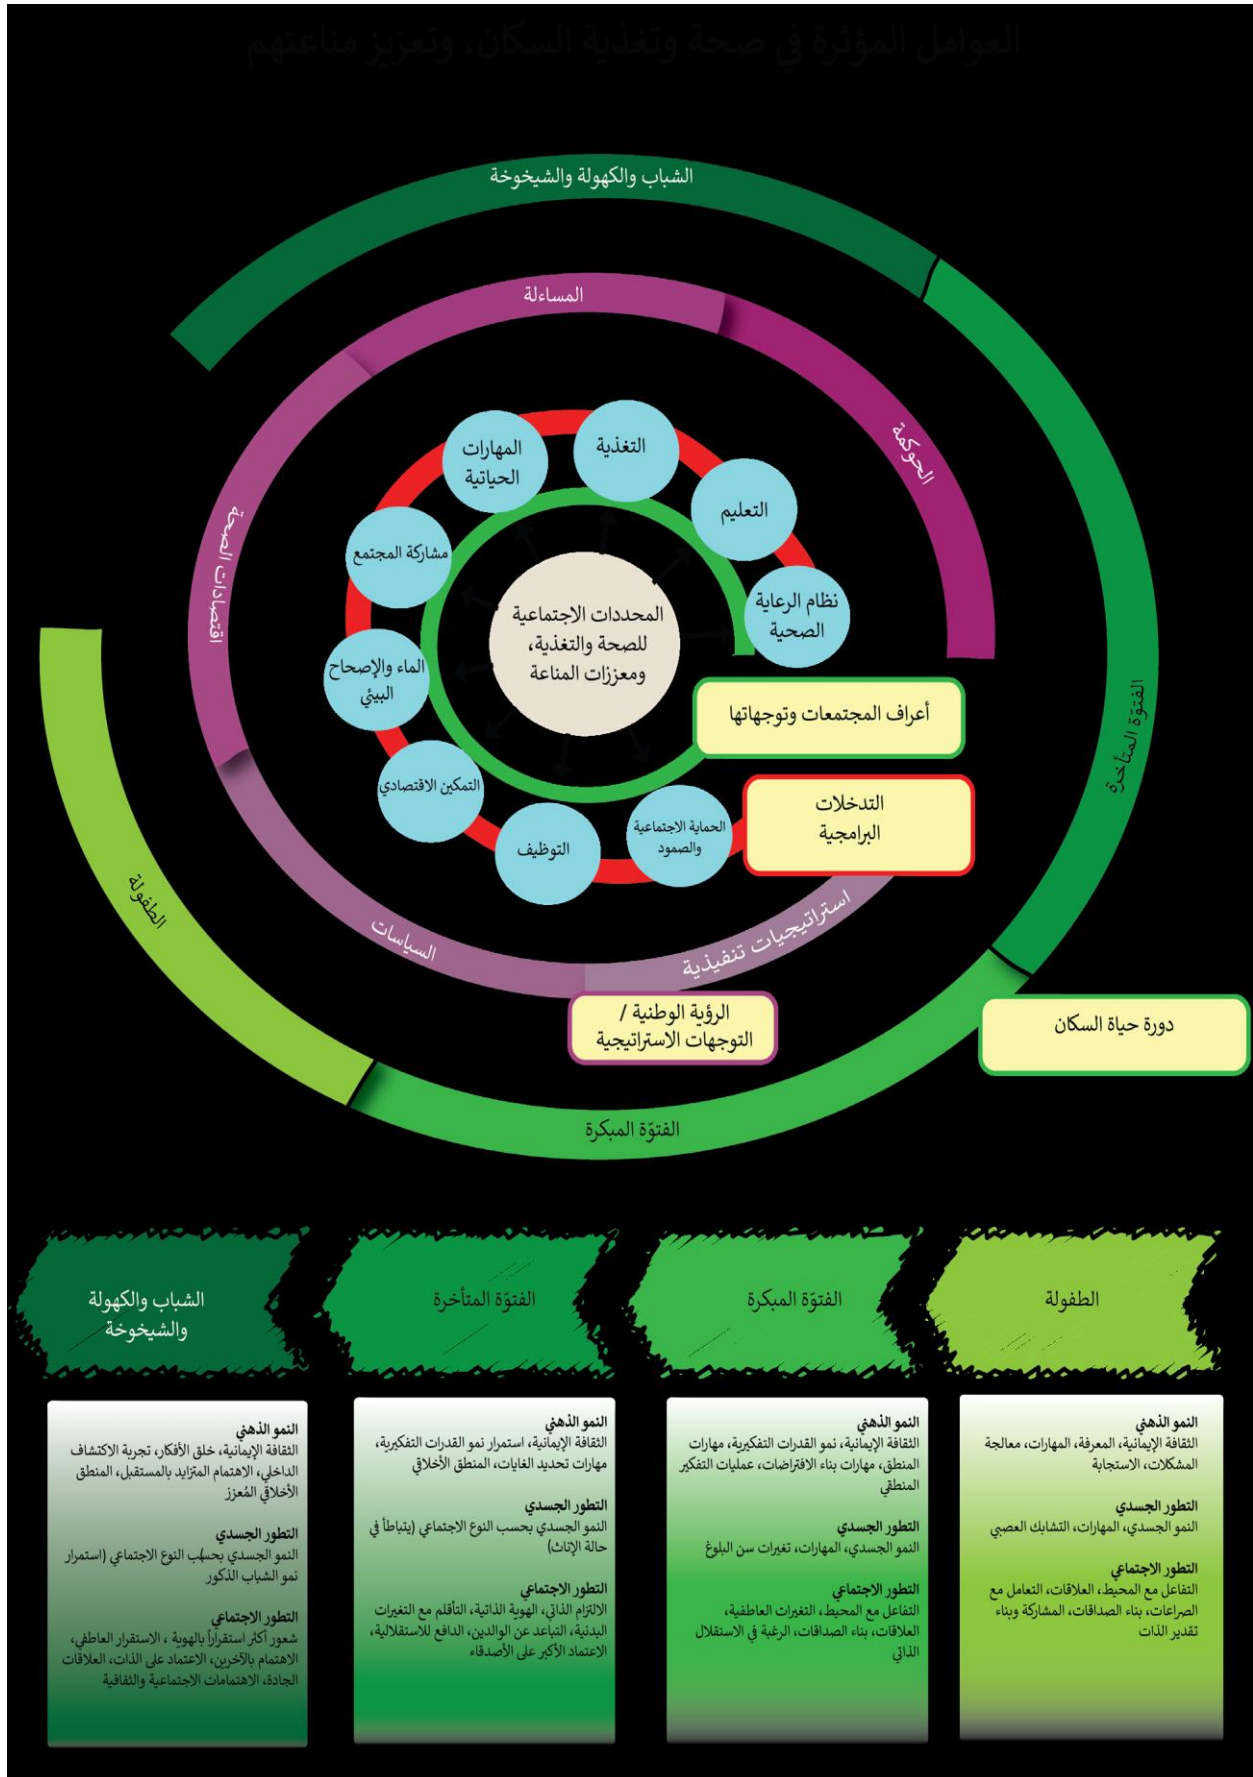 العوامل المؤثرة في صحة وتغذية السكان، وتعزيز مناعتهم
الشباب والكهولة والشيخوخة
المساءلة
الحوكمة
اقتصادات الصحة
السياسات
استراتيجيات تنفيذية
الفتوّة المتأخرة
الطفولة
الفتوّة المبكرة
التغذية
المهارات
الحياتية
التعليم
مشاركة المجتمع
نظام الرعاية
الصحية
المحددات الاجتماعية
للصحة والتغذية،
ومعززات المناعة
الماء والإصحاح
البيئي
أعراف المجتمعات وتوجهاتها
التمكين الاقتصادي
التوظيف
الحماية الاجتماعية
والصمود
التدخلات
البرامجية
الرؤية الوطنية /
التوجهات الاستراتيجية
دورة حياة السكان
الطفولة
الفتوّة المبكرة
الفتوّة المتأخرة
الشباب والكهولة
والشيخوخة
النمو الذهني
الثقافة الإيمانية، المعرفة، المهارات، معالجة
المشكلات، الاستجابة
التطور الجسدي
النمو الجسدي، المهارات، التشابك العصبي
التطور الاجتماعي
التفاعل مع المحيط، العلاقات، التعامل مع
الصراعات، بناء الصداقات، المشاركة وبناء
تقدير الذات
النمو الذهني
الثقافة الإيمانية، نمو القدرات التفكيرية، مهارات
المنطق، مهارات بناء الافتراضات، عمليات التفكير
المنطقي
التطور الجسدي
النمو الجسدي، المهارات، تغيرات سن البلوغ
التطور الاجتماعي
التفاعل مع المحيط، التغيرات العاطفية،
العلاقات، بناء الصداقات، الرغبة في الاستقلال
الذاتي
النمو الذهني
الثقافة الإيمانية، استمرار نمو القدرات التفكيرية،
مهارات تحديد الغايات، المنطق الأخلاقي
التطور الجسدي
النمو الجسدي بحسب النوع الاجتماعي (يتباطأ في
حالة الإناث)
التطور الاجتماعي
الالتزام الذاتي، الهوية الذاتية، التأقلم مع التغيرات
البدنية، التباعد عن الوالدين، الدافع للاستقلالية،
الاعتماد الأكبر على الأصدقاء
النمو الذهني
الثقافة الإيمانية، خلق الأفكار، تجربة الاكتشاف
الداخلي، الاهتمام المتزايد بالمستقبل، المنطق
الأخلاقي المُعزز
التطور الجسدي
النمو الجسدي بحسب النوع الاجتماعي (استمرار
نمو الشباب الذكور
التطور الاجتماعي
شعور أكثر استقراراً بالهوية ، الاستقرار العاطفي،
الاهتمام بالآخرين، الاعتماد على الذات، العلاقات
الجادة، الاهتمامات الاجتماعية والثقافية